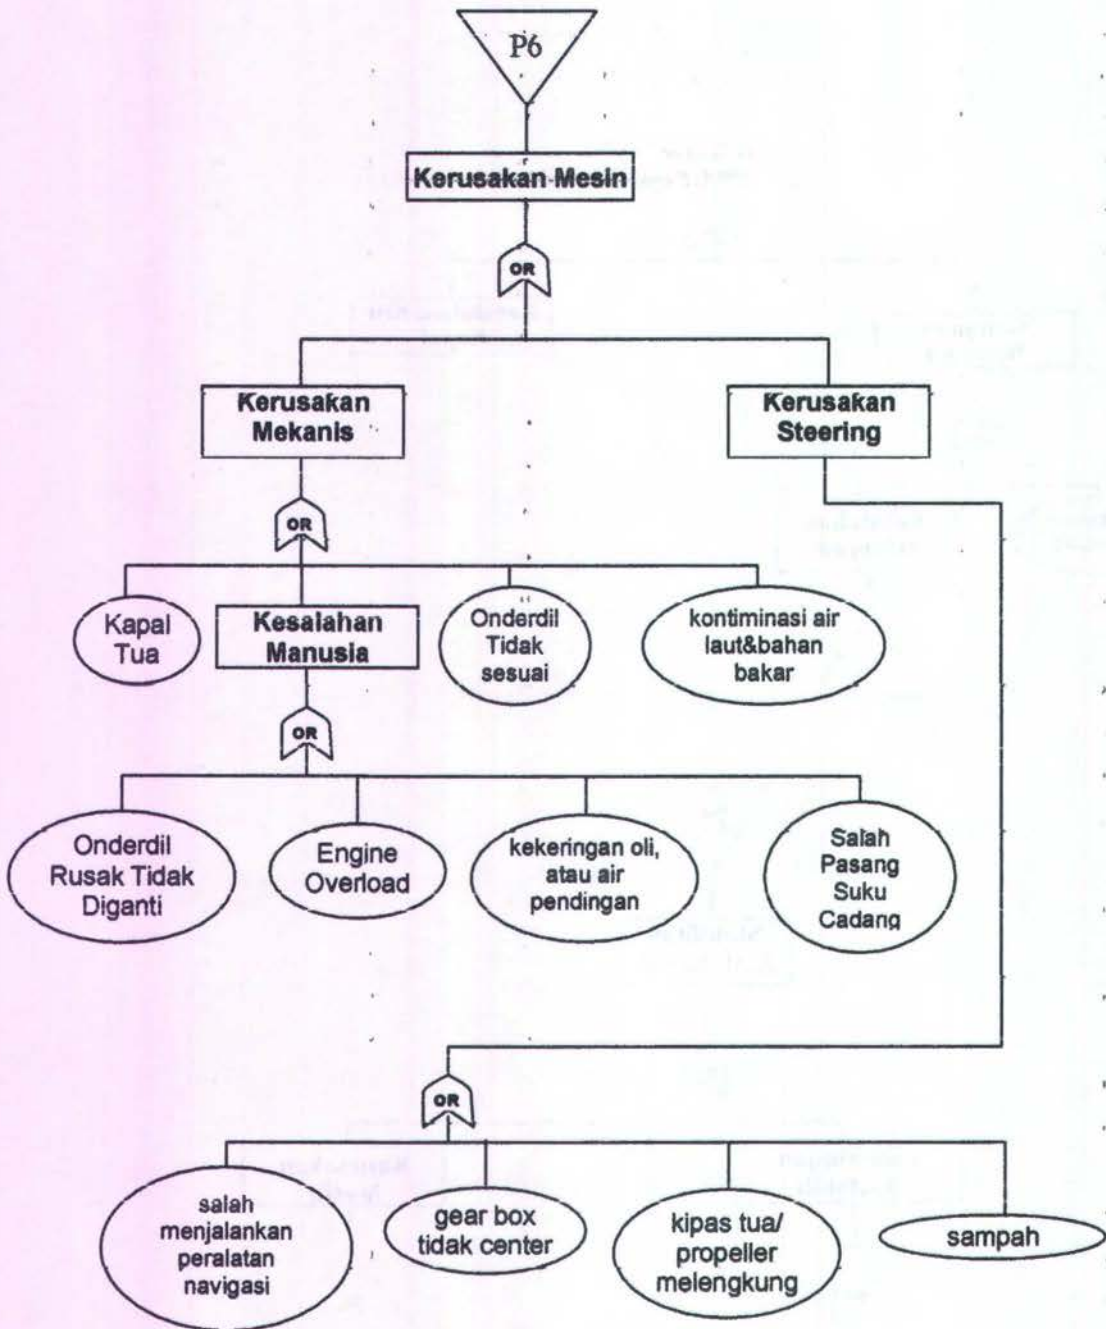 P6
Kerusakan Mesin
OR
Kerusakan
Mekanis
Kerusakan
Steering
OR
Kapal
Tua
Kesalahan
Manusia
Onderdil
Tidak
sesuai
kontiminasi air
laut&bahan
bakar
OR
Onderdil
Rusak Tidak
Diganti
Engine
Overload
kekeringan oli,
atau air
pendingan
Salah
Pasang
Suku
Cadang
OR
salah
menjalankan
peralatan
navigasi
gear box
tidak center
kipas tua/
propeller
melengkung
sampah